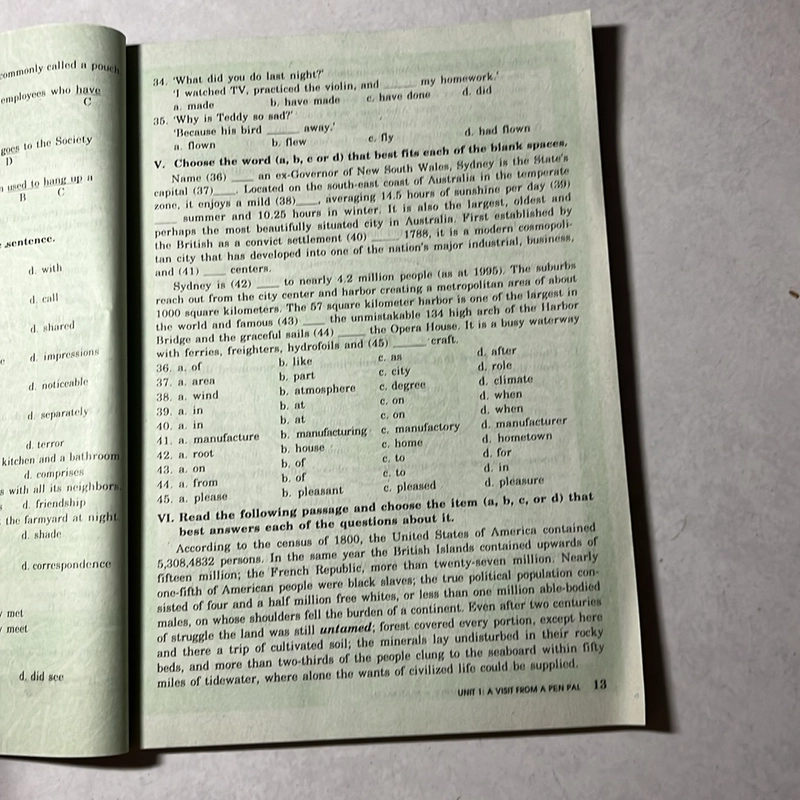 commonly called a pouch
employees who have
C
goes to the Society
D
used to hang up a
B C
sentence.
d. with
d. call
d. shared
d. impressions
d. noticeable
d. separately
d. terror
kitchen and a bathroom
d. comprises
with all its neighbors
d. friendship
the farmyard at night
d. shade
d. correspondence
met
meet
d. did see
34. 'What did you do last night?'
'I watched TV, practiced the violin, and _____ my homework.'
a. made b. have made c. have done d. did
35. 'Why is Teddy so sad?'
'Because his bird _____ away.'
a. flown b. flew c. fly d. had flown
V. Choose the word (a, b, c or d) that best fits each of the blank spaces.
Name (36) ___ an ex-Governor of New South Wales, Sydney is the State's
capital (37)___. Located on the south-east coast of Australia in the temperate
zone, it enjoys a mild (38)___, averaging 14.5 hours of sunshine per day (39)
___ summer and 10.25 hours in winter. It is also the largest, oldest and
perhaps the most beautifully situated city in Australia. First established by
the British as a convict settlement (40) ____ 1788, it is a modern cosmopoli-
tan city that has developed into one of the nation's major industrial, business,
and (41) ___ centers.
Sydney is (42) ___ to nearly 4.2 million people (as at 1995). The suburbs
reach out from the city center and harbor creating a metropolitan area of about
1000 square kilometers. The 57 square kilometer harbor is one of the largest in
the world and famous (43) ___ the unmistakable 134 high arch of the Harbor
Bridge and the graceful sails (44) ____ the Opera House. It is a busy waterway
with ferries, freighters, hydrofoils and (45) _____ craft.
36. a. of b. like c. as d. after
37. a. area b. part c. city d. role
38. a. wind b. atmosphere c. degree d. climate
39. a. in b. at c. on d. when
40. a. in b. at c. on d. when
41. a. manufacture b. manufacturing c. manufactory d. manufacturer
42. a. root b. house c. home d. hometown
43. a. on b. of c. to d. for
44. a. from b. of c. to d. in
45. a. please b. pleasant c. pleased d. pleasure
VI. Read the following passage and choose the item (a, b, c, or d) that
best answers each of the questions about it.
According to the census of 1800, the United States of America contained
5,308,4832 persons. In the same year the British Islands contained upwards of
fifteen million; the French Republic, more than twenty-seven million. Nearly
one-fifth of American people were black slaves; the true political population con-
sisted of four and a half million free whites, or less than one million able-bodied
males, on whose shoulders fell the burden of a continent. Even after two centuries
of struggle the land was still untamed; forest covered every portion, except here
and there a trip of cultivated soil; the minerals lay undisturbed in their rocky
beds, and more than two-thirds of the people clung to the seaboard within fifty
miles of tidewater, where alone the wants of civilized life could be supplied.
UNIT 1: A VISIT FROM A PEN PAL 13